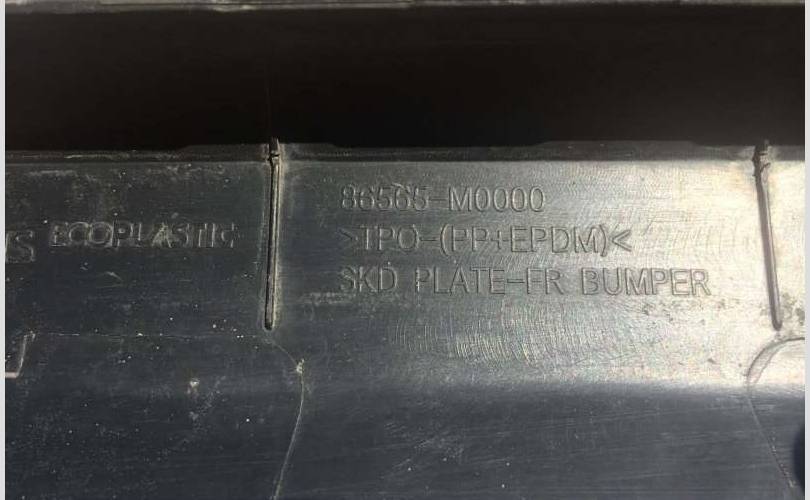 86565-M0000
ECOPLASTIC >TPO-(PP+EPDM)<
SKD PLATE-FR BUMPER